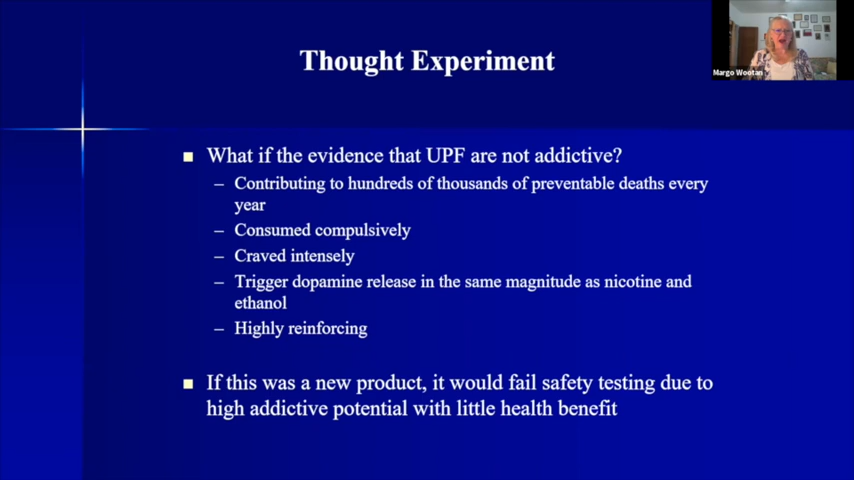 Thought Experiment
Margo Wootan
■ What if the evidence that UPF are not addictive?
– Contributing to hundreds of thousands of preventable deaths every
year
– Consumed compulsively
– Craved intensely
– Trigger dopamine release in the same magnitude as nicotine and
ethanol
– Highly reinforcing
■ If this was a new product, it would fail safety testing due to
high addictive potential with little health benefit